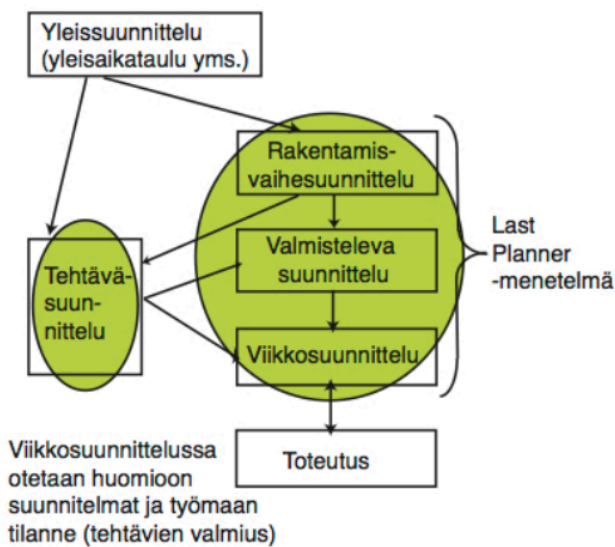 Yleissuunnittelu
(yleisaikataulu yms.)
Rakentamis-
vaihesuunnittelu
Valmisteleva
suunnittelu
Viikkosuunnittelu
Last
Planner
-menetelmä
Tehtävä-
suun-
nittelu
Toteutus
Viikkosuunnittelussa
otetaan huomioon
suunnitelmat ja työmaan
tilanne (tehtävien valmius)